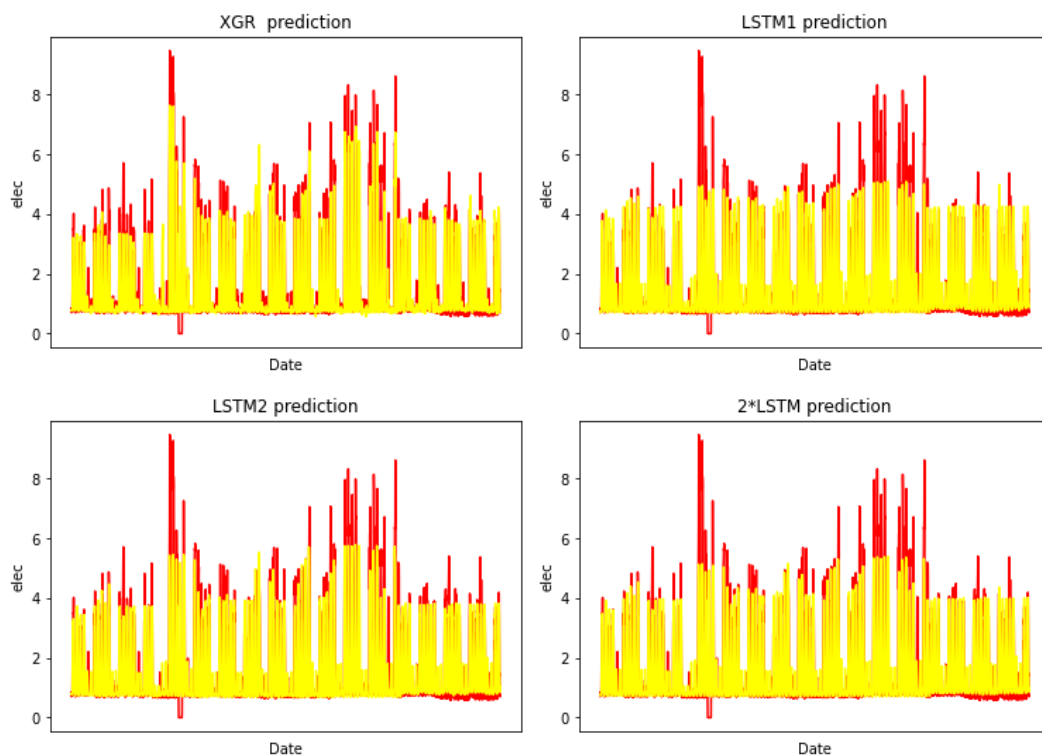 XGR  prediction
elec
8
6
4
2
0
Date
LSTM1 prediction
elec
8
6
4
2
0
Date
LSTM2 prediction
elec
8
6
4
2
0
Date
2*LSTM prediction
elec
8
6
4
2
0
Date